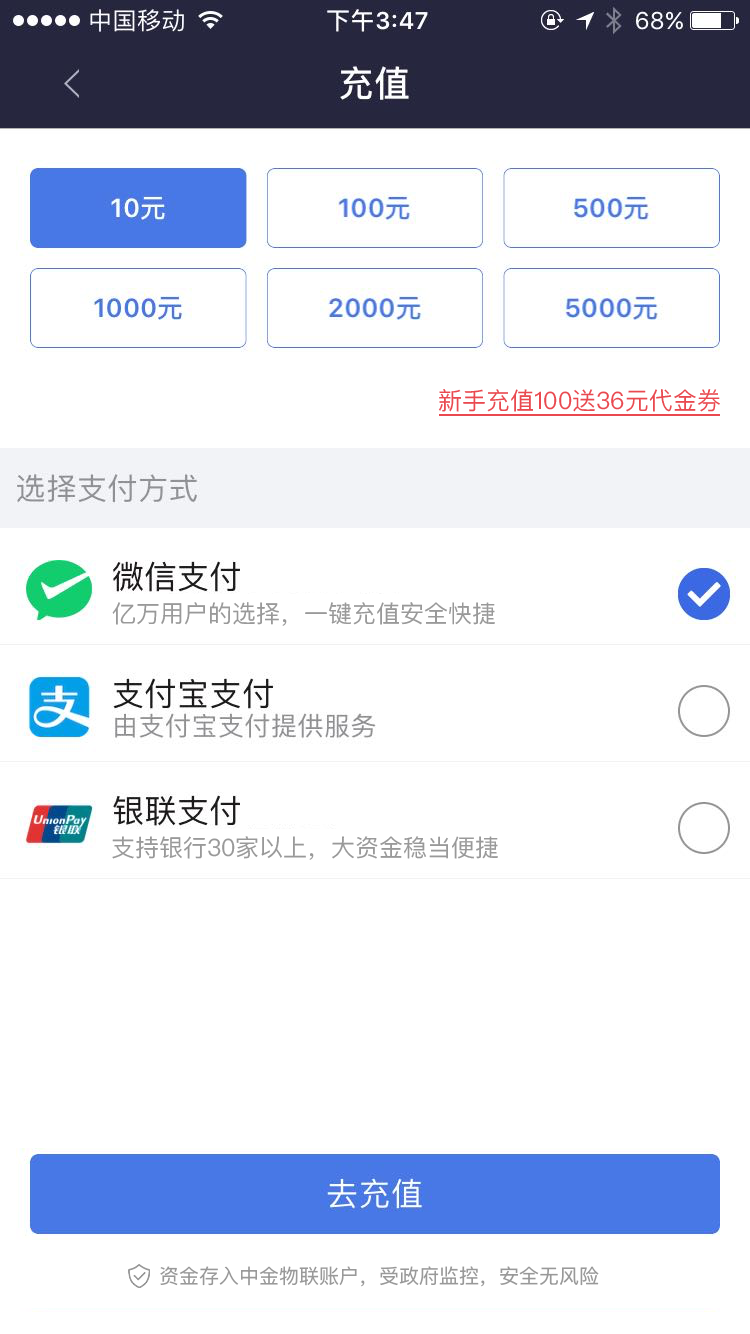 中国移动 下午3:47 68%
充值
10元 100元 500元
1000元 2000元 5000元
新手充值100送36元代金券
选择支付方式
微信支付
亿万用户的选择，一键充值安全快捷
支 支付宝支付
由支付宝支付提供服务
UnionPay
银联
银联支付
支持银行30家以上，大资金稳当便捷
去充值
资金存入中金物联账户，受政府监控，安全无风险